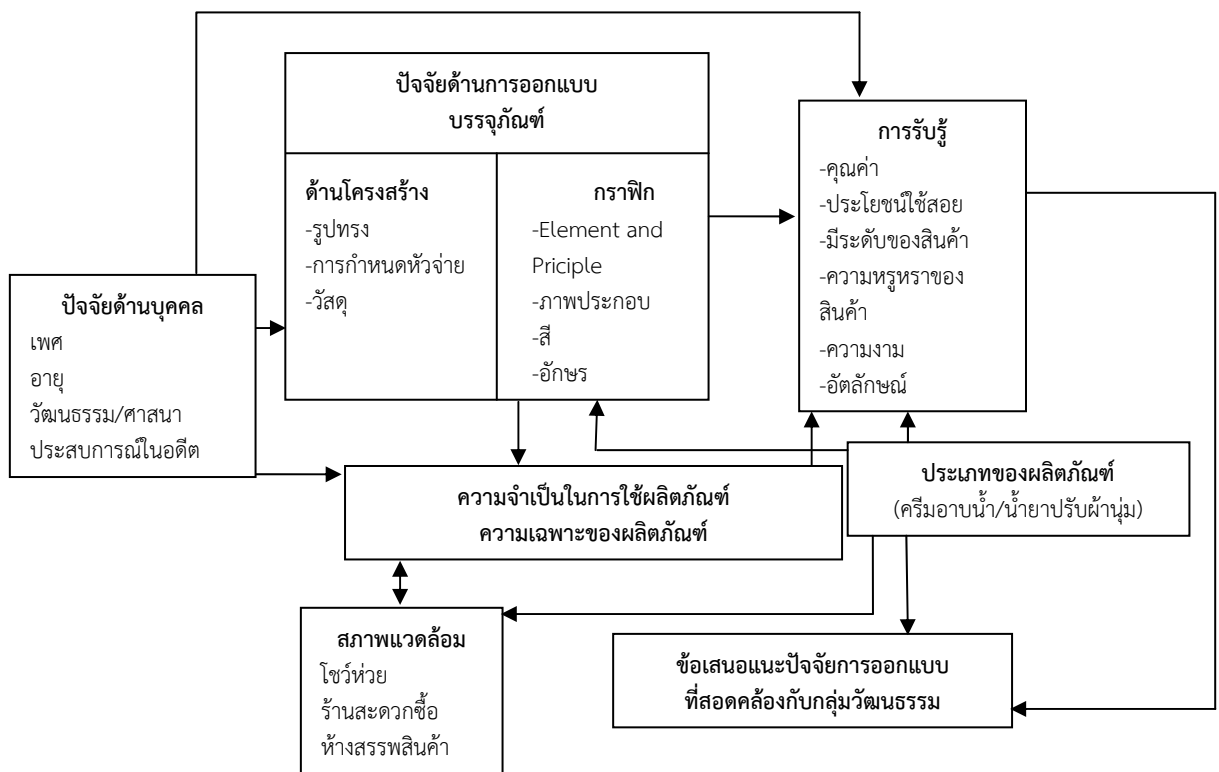 ปัจจัยด้านการออกแบบ
บรรจุภัณฑ์
ด้านโครงสร้าง
-รูปทรง
-การกำหนดหัวจ่าย
-วัสดุ
กราฟิก
-Element and
Priciple
-ภาพประกอบ
-สี
-อักษร
การรับรู้
-คุณค่า
-ประโยชน์ใช้สอย
-มีระดับของสินค้า
-ความหรูหราของ
สินค้า
-ความงาม
-อัตลักษณ์
ปัจจัยด้านบุคคล
เพศ
อายุ
วัฒนธรรม/ศาสนา
ประสบการณ์ในอดีต
ความจำเป็นในการใช้ผลิตภัณฑ์
ความเฉพาะของผลิตภัณฑ์
ประเภทของผลิตภัณฑ์
(ครีมอาบน้ำ/น้ำยาปรับผ้านุ่ม)
สภาพแวดล้อม
โชว์ห่วย
ร้านสะดวกซื้อ
ห้างสรรพสินค้า
ข้อเสนอแนะปัจจัยการออกแบบ
ที่สอดคล้องกับกลุ่มวัฒนธรรม